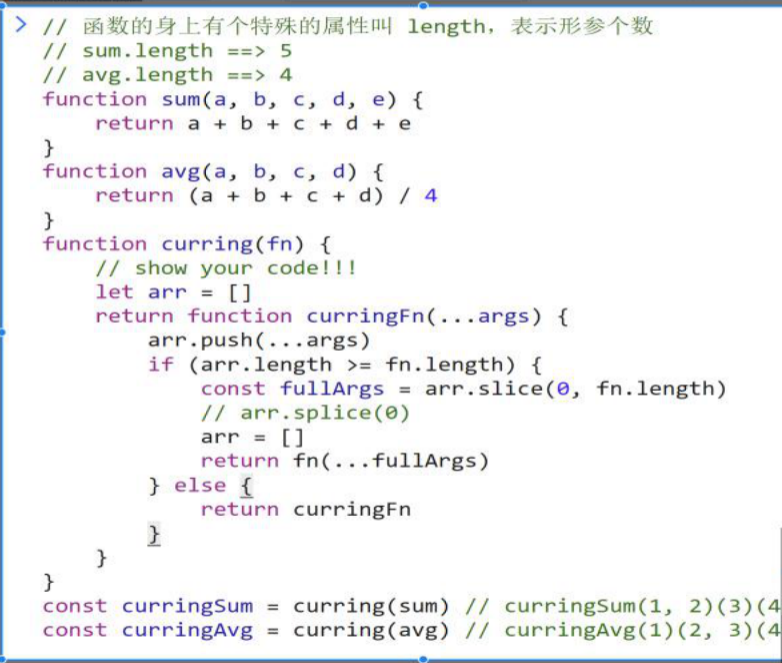 > // 函数的身上有个特殊的属性叫 length，表示形参个数
// sum.length ==> 5
// avg.length ==> 4
function sum(a, b, c, d, e) {
    return a + b + c + d + e
}
function avg(a, b, c, d) {
    return (a + b + c + d) / 4
}
function curring(fn) {
    // show your code!!!
    let arr = []
    return function curringFn(...args) {
        arr.push(...args)
        if (arr.length >= fn.length) {
            const fullArgs = arr.slice(0, fn.length)
            // arr.splice(0)
            arr = []
            return fn(...fullArgs)
        } else {
            return curringFn
        }
    }
}
const curringSum = curring(sum) // curringSum(1, 2)(3)(4
const curringAvg = curring(avg) // curringAvg(1)(2, 3)(4